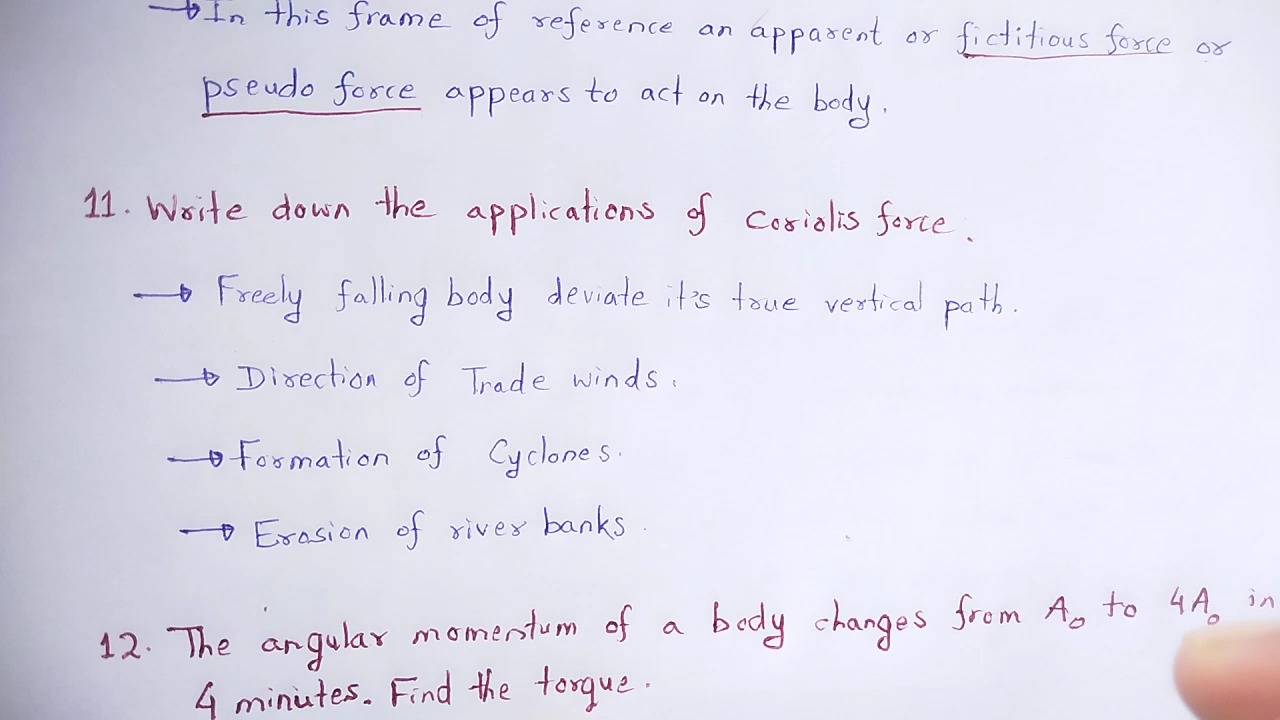 → In this frame of reference an apparent or fictitious force or
pseudo force appears to act on the body.
11. Write down the applications of Coriolis force.
→ Freely falling body deviate it's true vertical path.
→ Direction of Trade winds.
→ Formation of Cyclones.
→ Erosion of river banks.
12. The angular momentum of a body changes from A₀ to 4A₀ in
4 minutes. Find the torque.